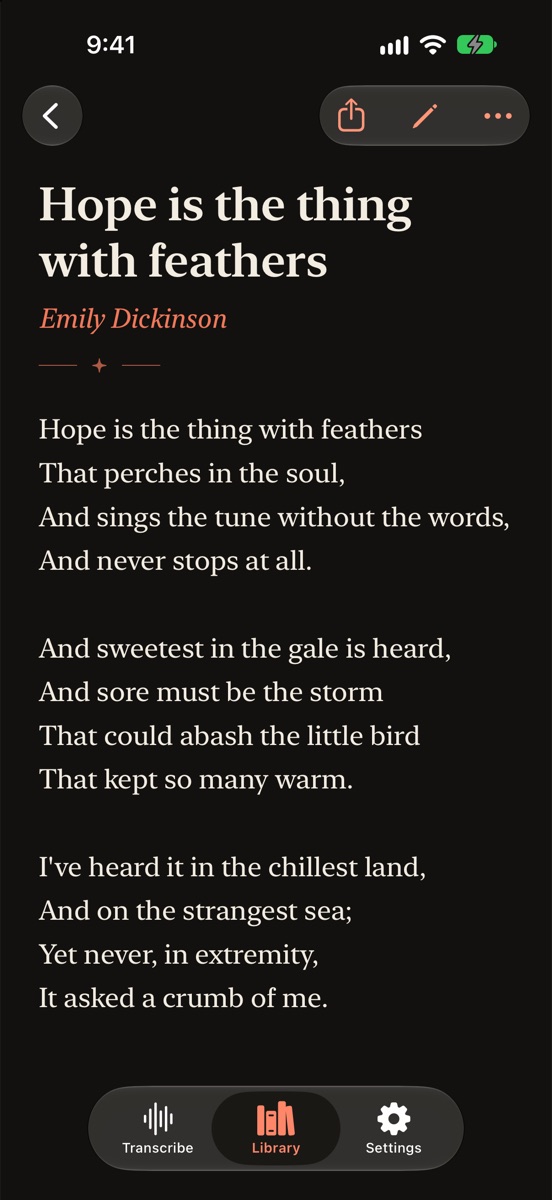 9:41
Hope is the thing
with feathers
Emily Dickinson
Hope is the thing with feathers
That perches in the soul,
And sings the tune without the words,
And never stops at all.
And sweetest in the gale is heard,
And sore must be the storm
That could abash the little bird
That kept so many warm.
I've heard it in the chillest land,
And on the strangest sea;
Yet never, in extremity,
It asked a crumb of me.
Transcribe Library Settings